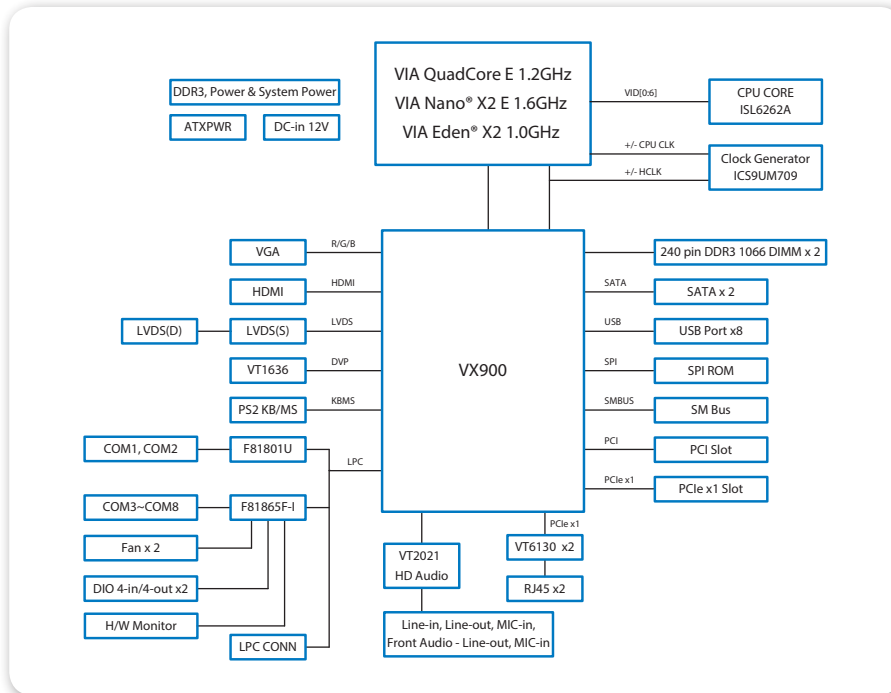 VIA QuadCore E 1.2GHz
VIA Nano® X2 E 1.6GHz
VIA Eden® X2 1.0GHz
DDR3, Power & System Power
ATXPWR
DC-in 12V
VID[0:6]
CPU CORE
ISL6262A
+/- CPU CLK
+/- HCLK
Clock Generator
ICS9UM709
VGA
R/G/B
HDMI
HDMI
LVDS(D)
LVDS(S)
LVDS
VT1636
DVP
PS2 KB/MS
KBMS
COM1, COM2
F81801U
LPC
COM3~COM8
F81865F-I
Fan x 2
DIO 4-in/4-out x2
H/W Monitor
LPC CONN
VX900
240 pin DDR3 1066 DIMM x 2
SATA
SATA x 2
USB
USB Port x8
SPI
SPI ROM
SMBUS
SM Bus
PCI
PCI Slot
PCIe x1
PCIe x1 Slot
VT2021
HD Audio
Line-in, Line-out, MIC-in,
Front Audio - Line-out, MIC-in
PCIe x1
VT6130 x2
RJ45 x2